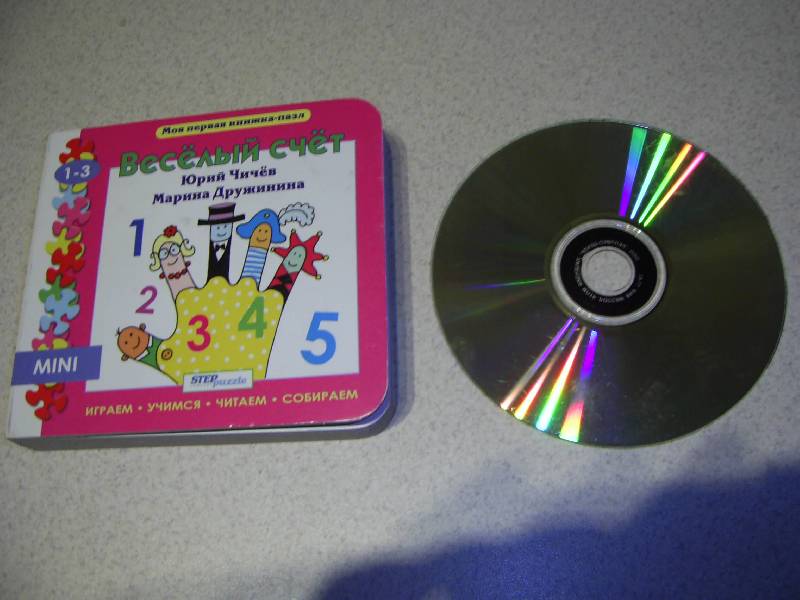 Моя первая книжка-пазл
1-3
Весёлый счёт
Юрий Чичёв
Марина Дружинина
1
2
3
4
5
MINI
STEP
puzzle
ИГРАЕМ • УЧИМСЯ • ЧИТАЕМ • СОБИРАЕМ